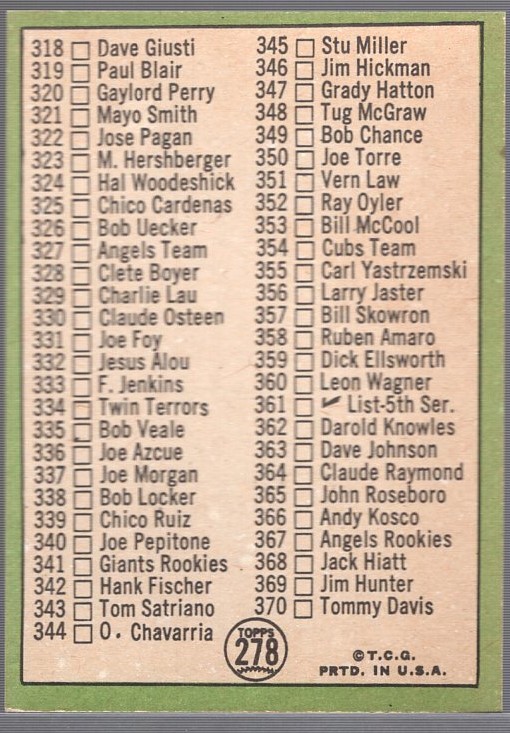 318 Dave Giusti
319 Paul Blair
320 Gaylord Perry
321 Mayo Smith
322 Jose Pagan
323 M. Hershberger
324 Hal Woodeshick
325 Chico Cardenas
326 Bob Uecker
327 Angels Team
328 Clete Boyer
329 Charlie Lau
330 Claude Osteen
331 Joe Foy
332 Jesus Alou
333 F. Jenkins
334 Twin Terrors
335 Bob Veale
336 Joe Azcue
337 Joe Morgan
338 Bob Locker
339 Chico Ruiz
340 Joe Pepitone
341 Giants Rookies
342 Hank Fischer
343 Tom Satriano
344 O. Chavarria
345 Stu Miller
346 Jim Hickman
347 Grady Hatton
348 Tug McGraw
349 Bob Chance
350 Joe Torre
351 Vern Law
352 Ray Oyler
353 Bill McCool
354 Cubs Team
355 Carl Yastrzemski
356 Larry Jaster
357 Bill Skowron
358 Ruben Amaro
359 Dick Ellsworth
360 Leon Wagner
361 List-5th Ser.
362 Darold Knowles
363 Dave Johnson
364 Claude Raymond
365 John Roseboro
366 Andy Kosco
367 Angels Rookies
368 Jack Hiatt
369 Jim Hunter
370 Tommy Davis
TOPPS
278
© T.C.G.
PRTD. IN U.S.A.